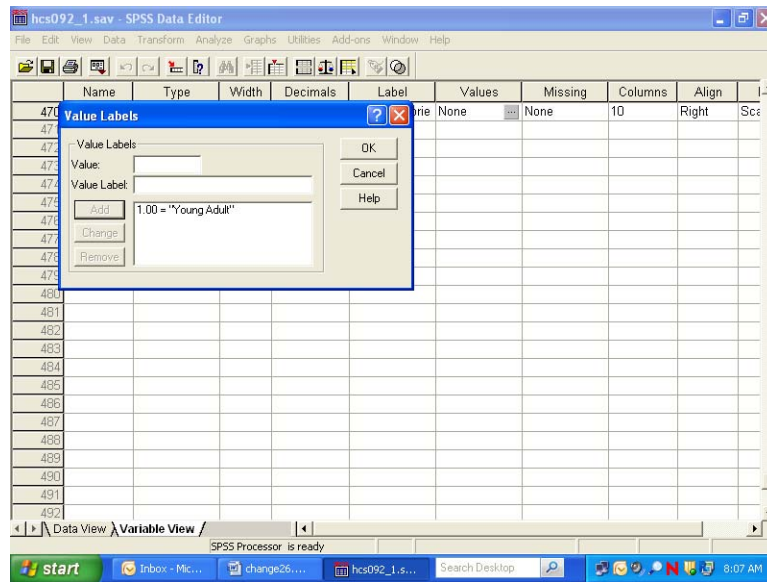 hcs092_1.sav - SPSS Data Editor
File Edit View Data Transform Analyze Graphs Utilities Add-ons Window Help
Name Type Width Decimals Label Values Missing Columns Align
470 None None 10 Right Sca
Value Labels
Value Labels
Value:
Value Label:
OK
Cancel
Help
Add
Change
Remove
1.00 = "Young Adult"
471
472
473
474
475
476
477
478
479
480
481
482
483
484
485
486
487
488
489
490
491
492
Data View Variable View
SPSS Processor is ready
start Inbox - Mic... change26.... hcs092_1.s... Search Desktop 8:07 AM